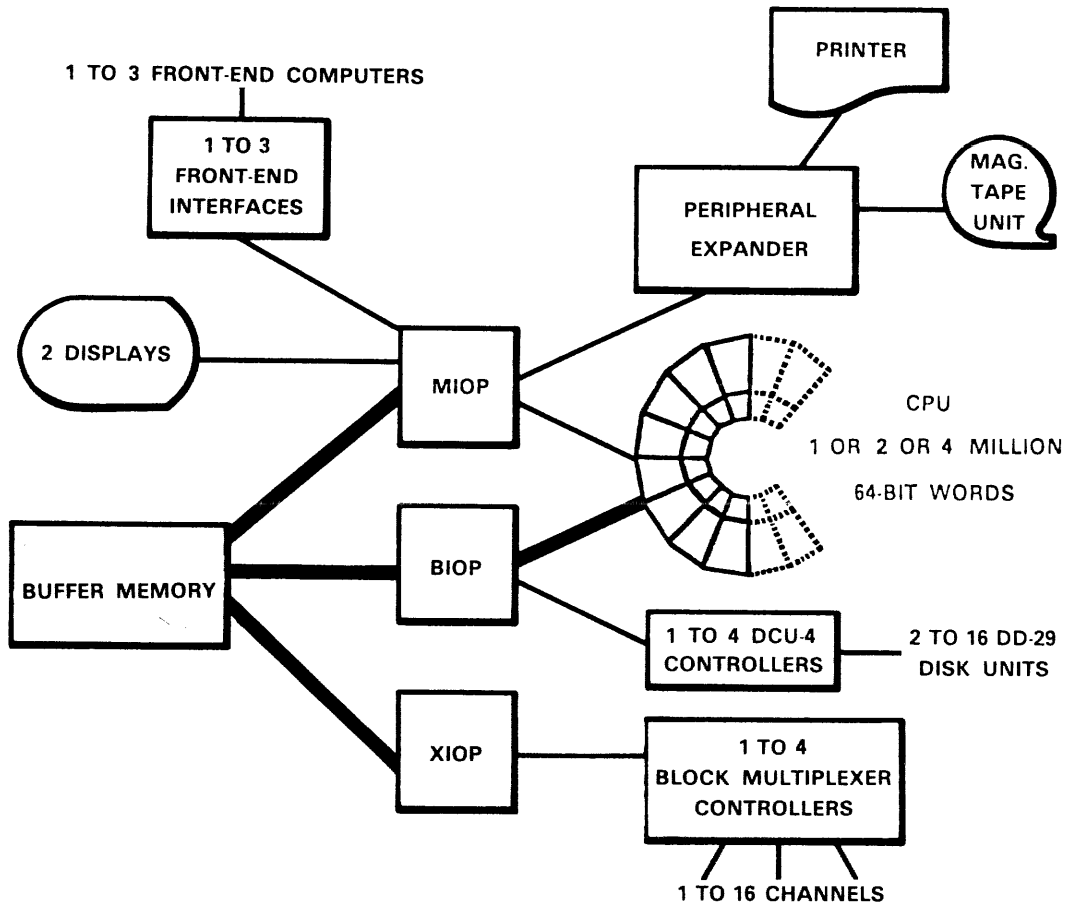 PRINTER
1 TO 3 FRONT-END COMPUTERS
1 TO 3
FRONT-END
INTERFACES
MAG.
TAPE
UNIT
PERIPHERAL
EXPANDER
2 DISPLAYS
MIOP
CPU
1 OR 2 OR 4 MILLION
64-BIT WORDS
BUFFER MEMORY
BIOP
1 TO 4 DCU-4
CONTROLLERS
2 TO 16 DD-29
DISK UNITS
XIOP
1 TO 4
BLOCK MULTIPLEXER
CONTROLLERS
1 TO 16 CHANNELS